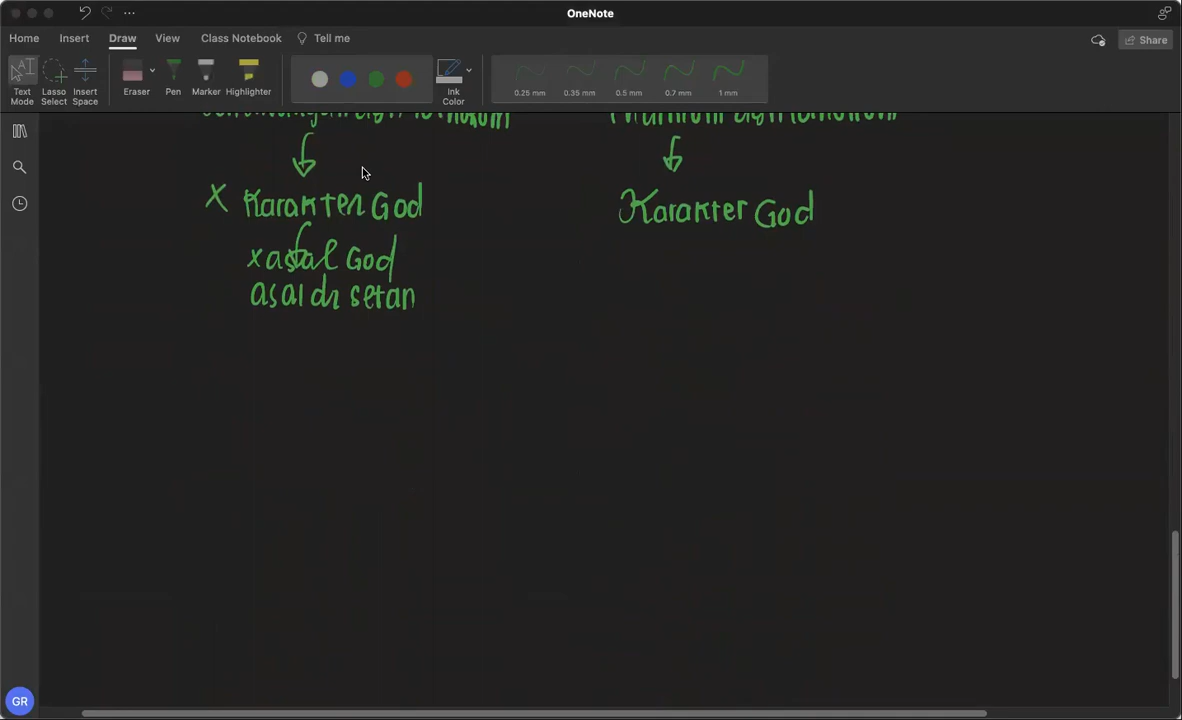 OneNote
Home Insert Draw View Class Notebook Tell me
Share
Text Mode
Lasso Select
Insert Space
Eraser
Pen
Marker
Highlighter
Ink Color
0.25 mm 0.35 mm 0.5 mm 0.7 mm 1 mm
X Karakter God
x asal God
asal dr setan
Karakter God
GR